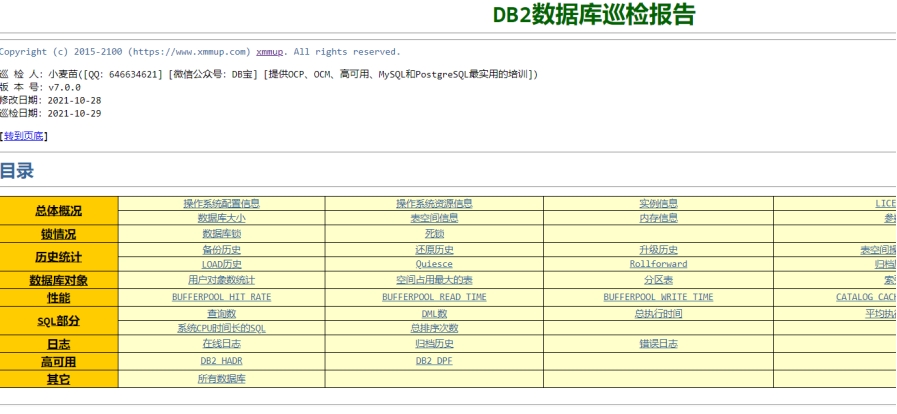 DB2数据库巡检报告
Copyright (c) 2015-2100 (https://www.xmmup.com) xmmup. All rights reserved.
巡 检 人: 小麦苗([QQ: 646634621] [微信公众号: DB宝] [提供OCP、OCM、高可用、MySQL和PostgreSQL最实用的培训])
版 本 号: v7.0.0
修改日期: 2021-10-28
巡检日期: 2021-10-29
[转到页底]
目录
总体概况 操作系统配置信息 操作系统资源信息 实例信息 LICE
数据库大小 表空间信息 内存信息
锁情况 数据库锁 死锁
历史统计 备份历史 还原历史 升级历史 表空间
LOAD历史 Quiesce Rollforward 归档
数据库对象 用户对象数统计 空间占用最大的表 分区表
性能 BUFFERPOOL HIT RATE BUFFERPOOL READ TIME BUFFERPOOL WRITE TIME CATALOG CACH
SQL部分 查询数 DML数 总执行时间 平均执
系统CPU时间长的SQL 总排序次数
日志 在线日志 归档历史 错误日志
高可用 DB2 HADR DB2 DPF
其它 所有数据库